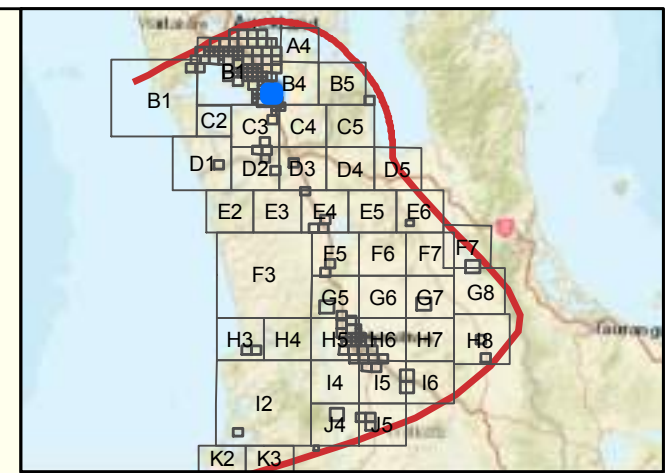 A4
B1 B4 B5
B1
C2 C3 C4 C5
D1 D2 D3 D4 D5
E2 E3 E4 E5 E6
F3 F5 F6 F7 F7
G5 G6 G7 G8
H3 H4 H5 H6 H7 H8
I2 I4 I5 I6
J4 J5
K2 K3